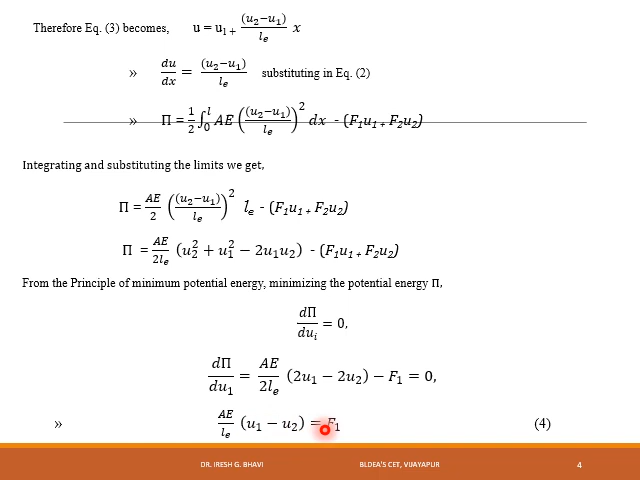 Therefore Eq. (3) becomes, u = u₁ + (u₂−u₁)/lₑ x
» du/dx = (u₂−u₁)/lₑ substituting in Eq. (2)
» Π = 1/2 ∫₀ˡ AE ((u₂−u₁)/lₑ)² dx - (F₁u₁ + F₂u₂)
Integrating and substituting the limits we get,
Π = AE/2 ((u₂−u₁)/lₑ)² lₑ - (F₁u₁ + F₂u₂)
Π = AE/2lₑ (u₂² + u₁² − 2u₁u₂) - (F₁u₁ + F₂u₂)
From the Principle of minimum potential energy, minimizing the potential energy Π,
dΠ/duᵢ = 0,
dΠ/du₁ = AE/2lₑ (2u₁ − 2u₂) − F₁ = 0,
» AE/lₑ (u₁ − u₂) = F₁ (4)
DR. IRESH G. BHAVI BLDEA'S CET, VIJAYAPUR 4